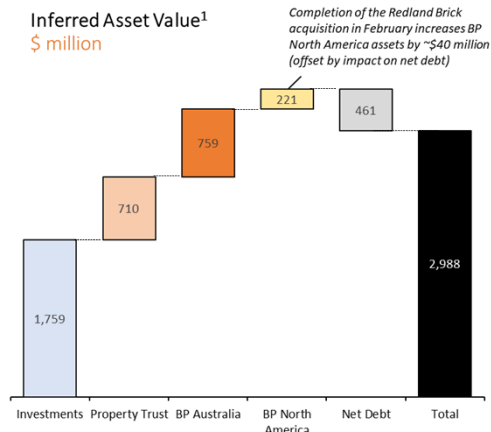 Inferred Asset Value1
$ million
Completion of the Redland Brick
acquisition in February increases BP
North America assets by ~$40 million
(offset by impact on net debt)
221
461
759
710
2,988
1,759
Investments Property Trust BP Australia BP North America Net Debt Total